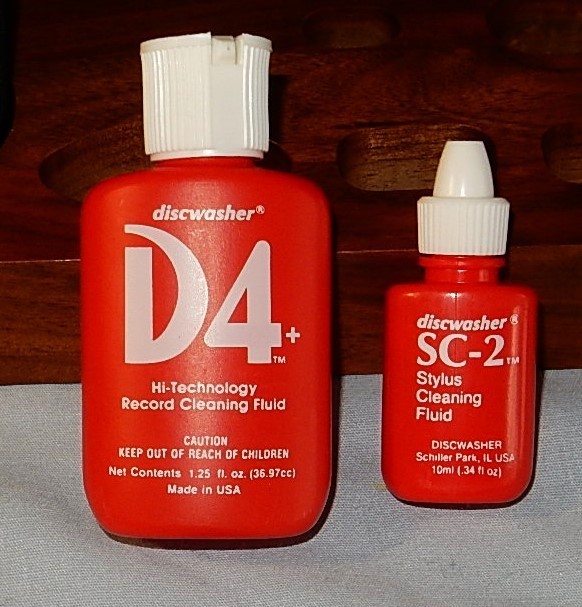 discwasher®
D4+™
Hi-Technology
Record Cleaning Fluid
CAUTION
KEEP OUT OF REACH OF CHILDREN
Net Contents 1.25 fl. oz. (36.97cc)
Made in USA
discwasher®
SC-2™
Stylus
Cleaning
Fluid
DISCWASHER
Schiller Park, IL USA
10ml (.34 fl oz)